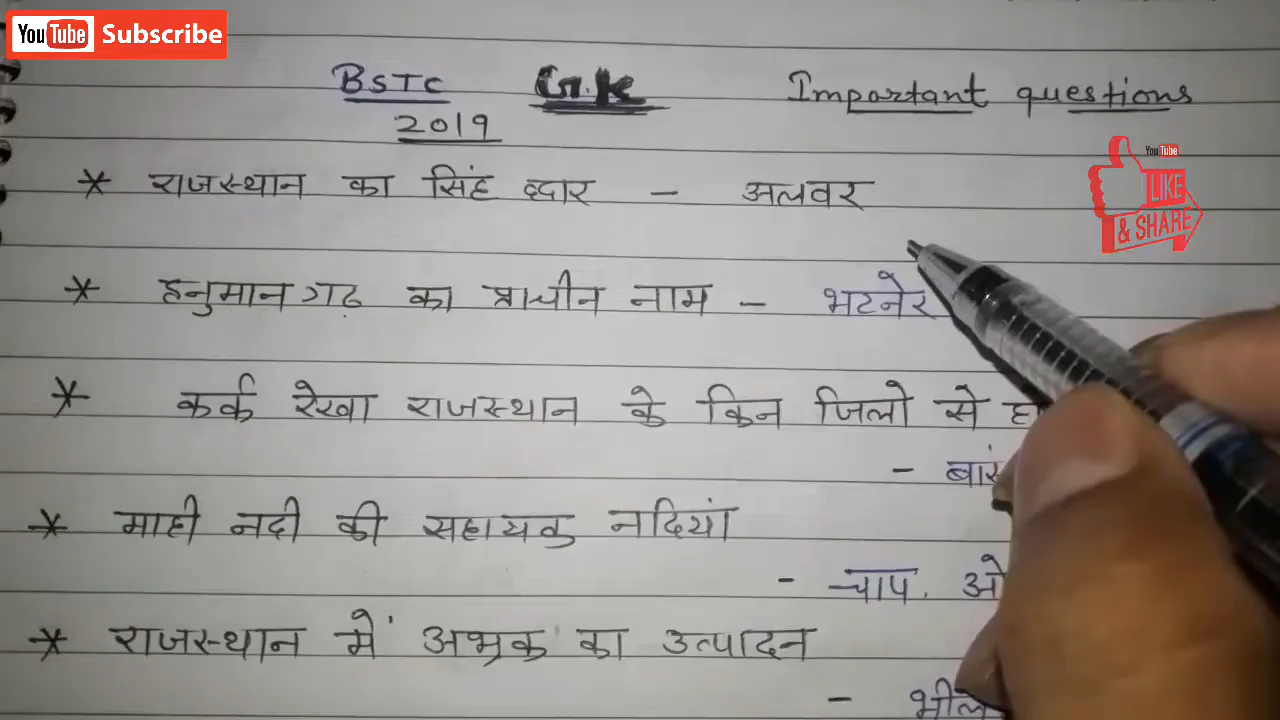 YouTube Subscribe
BSTC G.K Important questions
2019
* राजस्थान का सिंह द्वार - अलवर
YouTube
LIKE
& SHARE
* हनुमानगढ़ का प्राचीन नाम - भटनेर
* कर्क रेखा राजस्थान के किन जिलो से
-
* माही नदी की सहायक नदियां
- चाप.
* राजस्थान में अभ्रक का उत्पादन
-